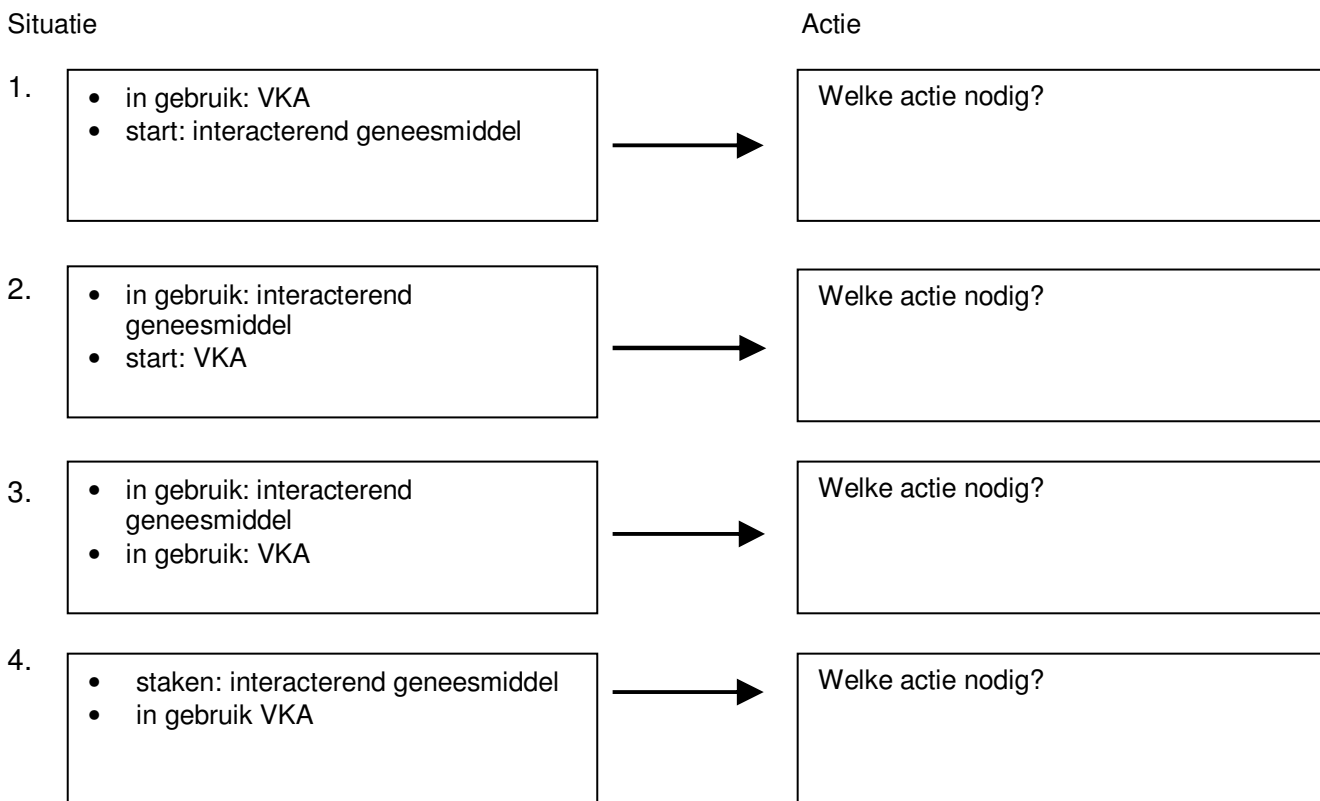 Situatie
Actie
1.
• in gebruik: VKA
• start: interacterend geneesmiddel
Welke actie nodig?
2.
• in gebruik: interacterend
geneesmiddel
• start: VKA
Welke actie nodig?
3.
• in gebruik: interacterend
geneesmiddel
• in gebruik: VKA
Welke actie nodig?
4.
• staken: interacterend geneesmiddel
• in gebruik VKA
Welke actie nodig?